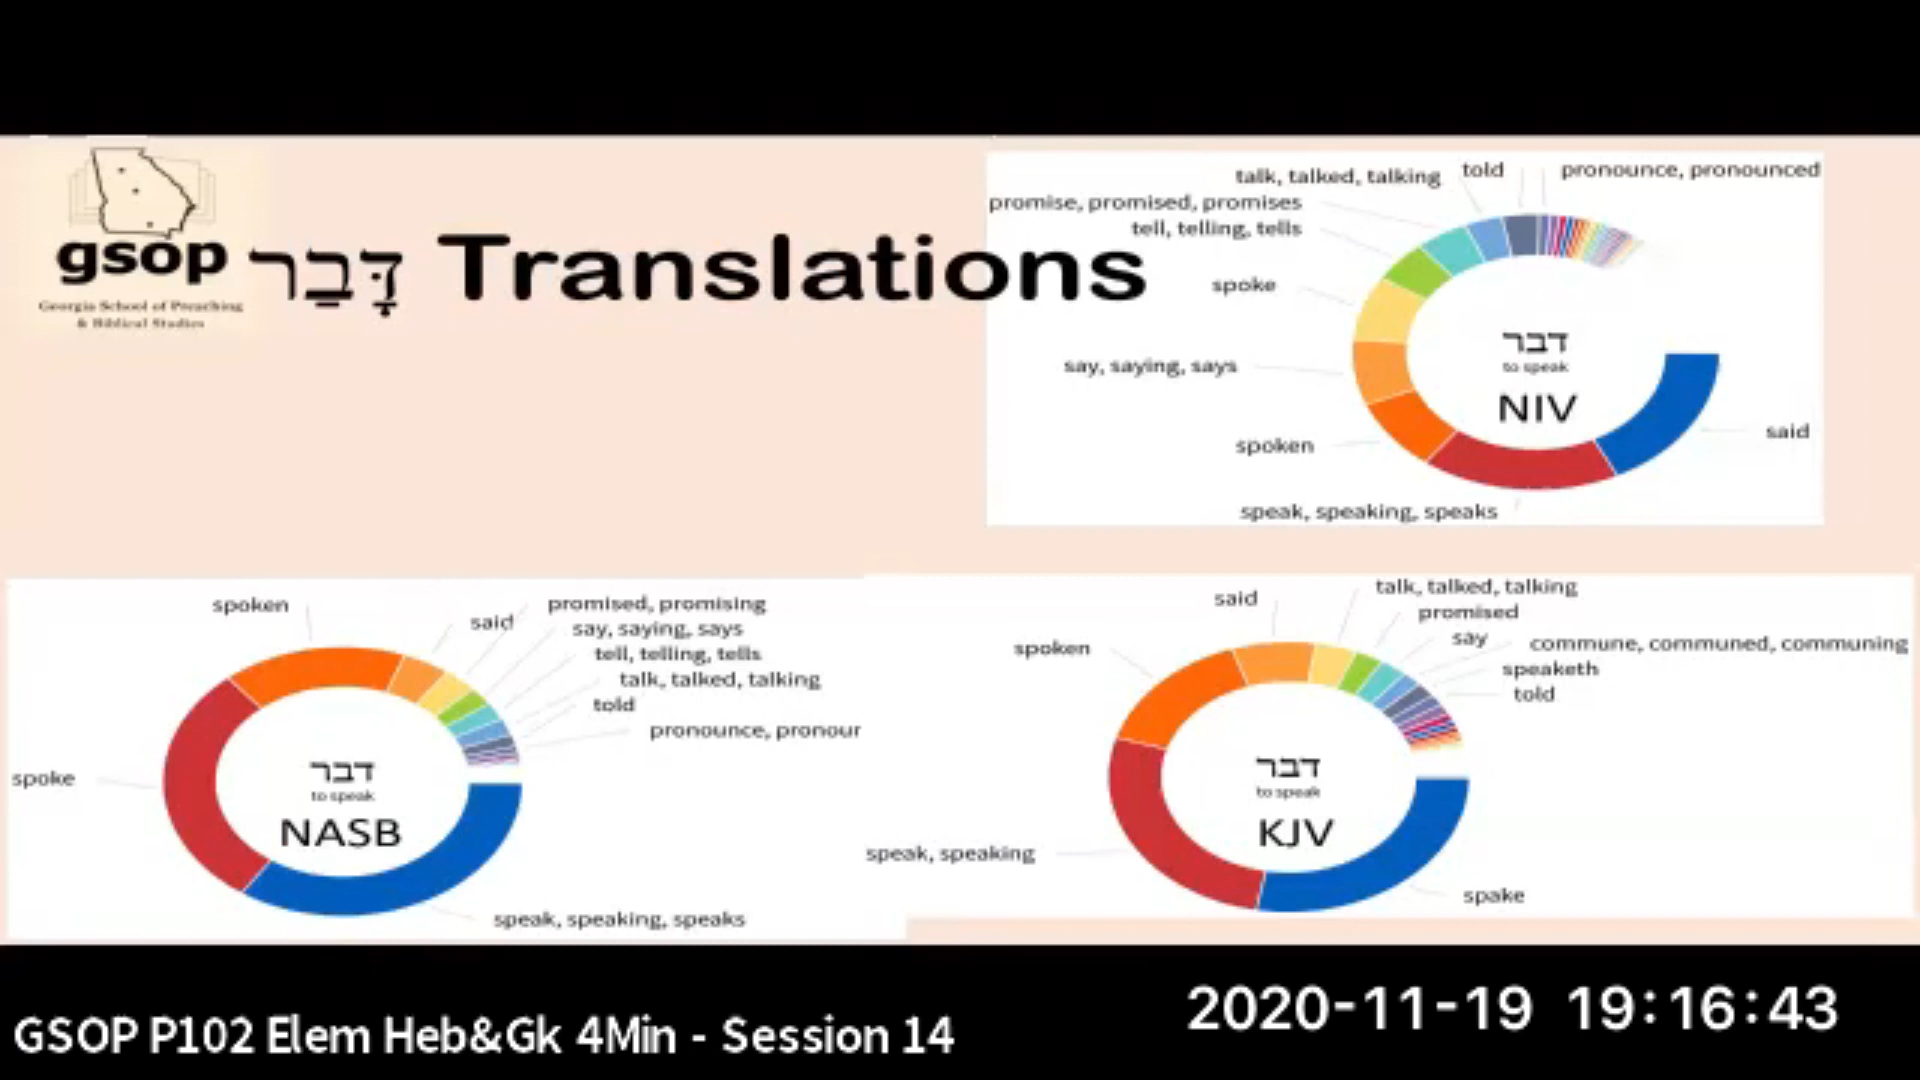 gsop
Georgia School of Preaching
& Biblical Studies
דָּבַר Translations
talk, talked, talking
told
pronounce, pronounced
promise, promised, promises
tell, telling, tells
spoke
say, saying, says
spoken
speak, speaking, speaks
said
דבר
to speak
NIV
spoken
said
promised, promising
say, saying, says
tell, telling, tells
talk, talked, talking
told
pronounce, pronour
spoke
דבר
to speak
NASB
speak, speaking, speaks
said
talk, talked, talking
promised
say
commune, communed, communing
speaketh
told
spoken
דבר
to speak
KJV
speak, speaking
spake
GSOP P102 Elem Heb&Gk 4Min - Session 14
2020-11-19 19:16:43